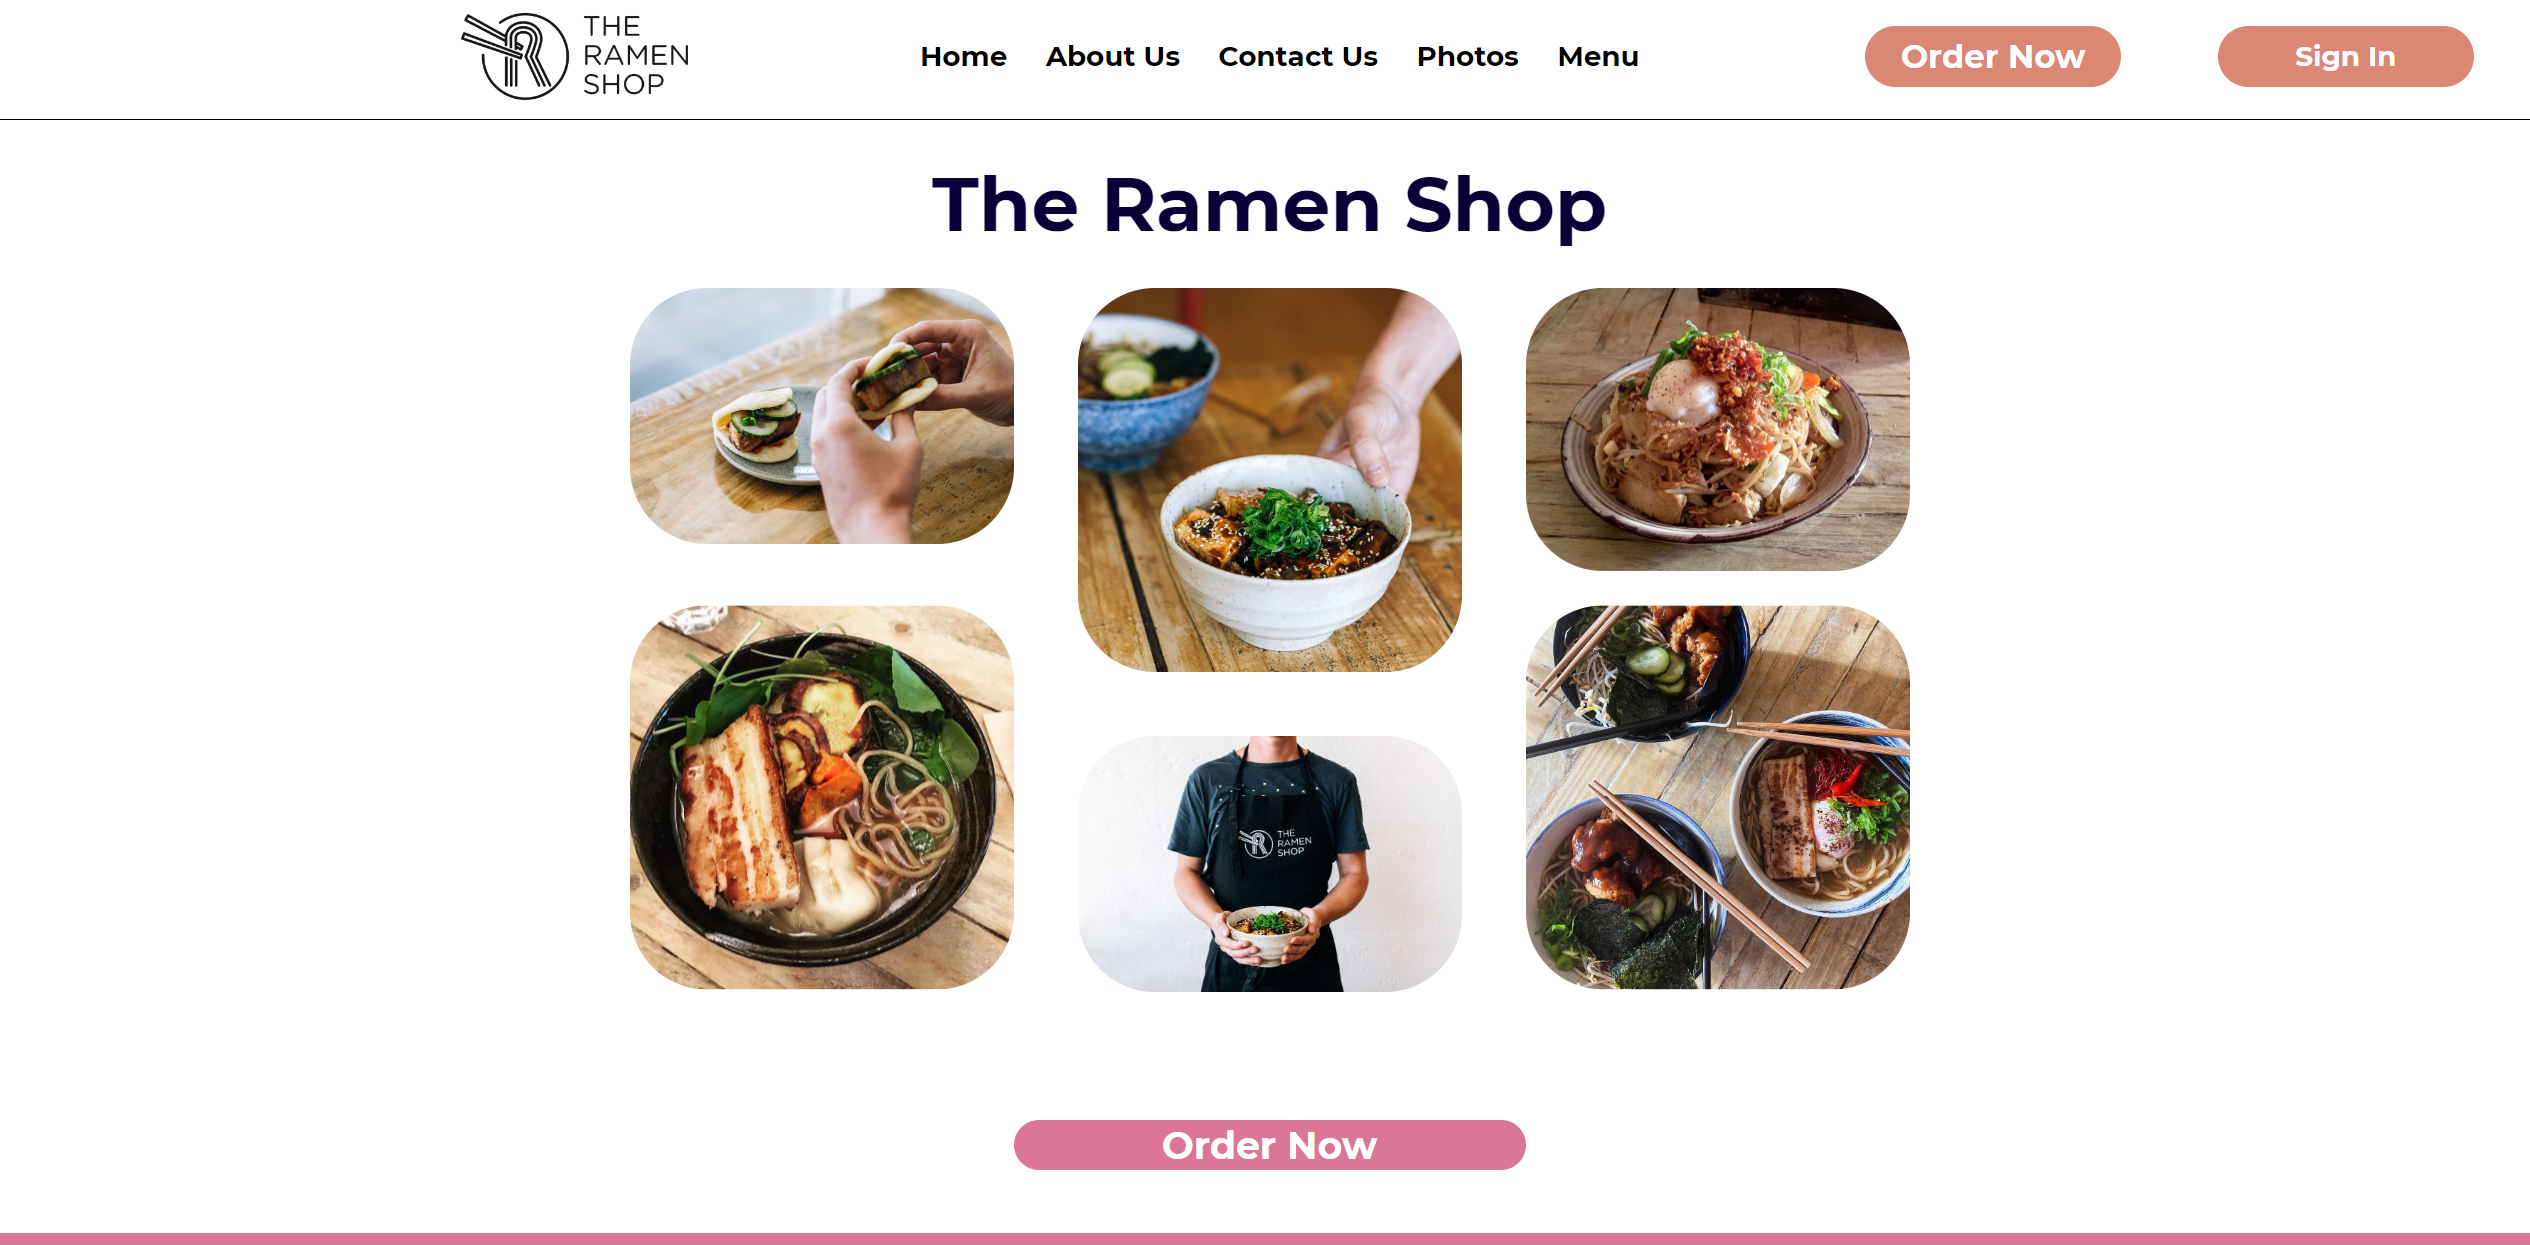 THE
RAMEN
SHOP
Home About Us Contact Us Photos Menu
Order Now
Sign In
The Ramen Shop
THE
RAMEN
SHOP
Order Now